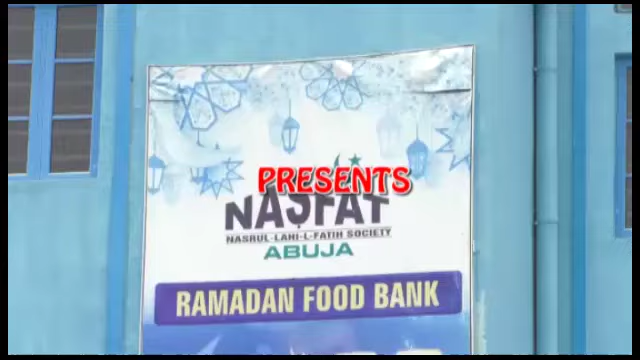 PRESENTS
NASFAT
NASRUL-LAHI-L-FATIH SOCIETY
ABUJA
RAMADAN FOOD BANK